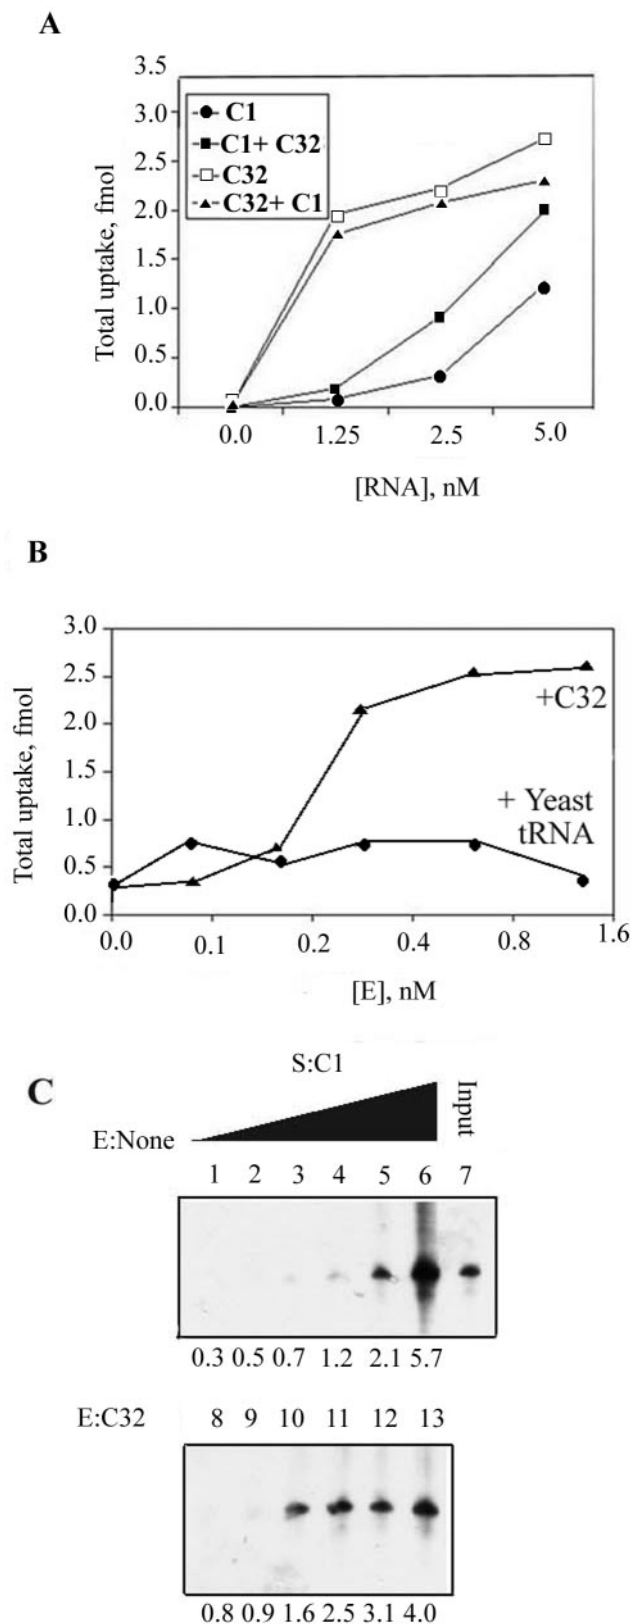 A
3.5
3.0
2.5
2.0
1.5
1.0
0.5
0.0
Total uptake, fmol
C1
C1+ C32
C32
C32+ C1
0.0 1.25 2.5 5.0
[RNA], nM
B
3.0
2.5
2.0
1.5
1.0
0.5
0.0
Total uptake, fmol
+C32
+ Yeast
tRNA
0.0 0.1 0.2 0.4 0.8 1.6
[E], nM
C
S:C1
Input
E:None
1 2 3 4 5 6 7
0.3 0.5 0.7 1.2 2.1 5.7
E:C32 8 9 10 11 12 13
0.8 0.9 1.6 2.5 3.1 4.0